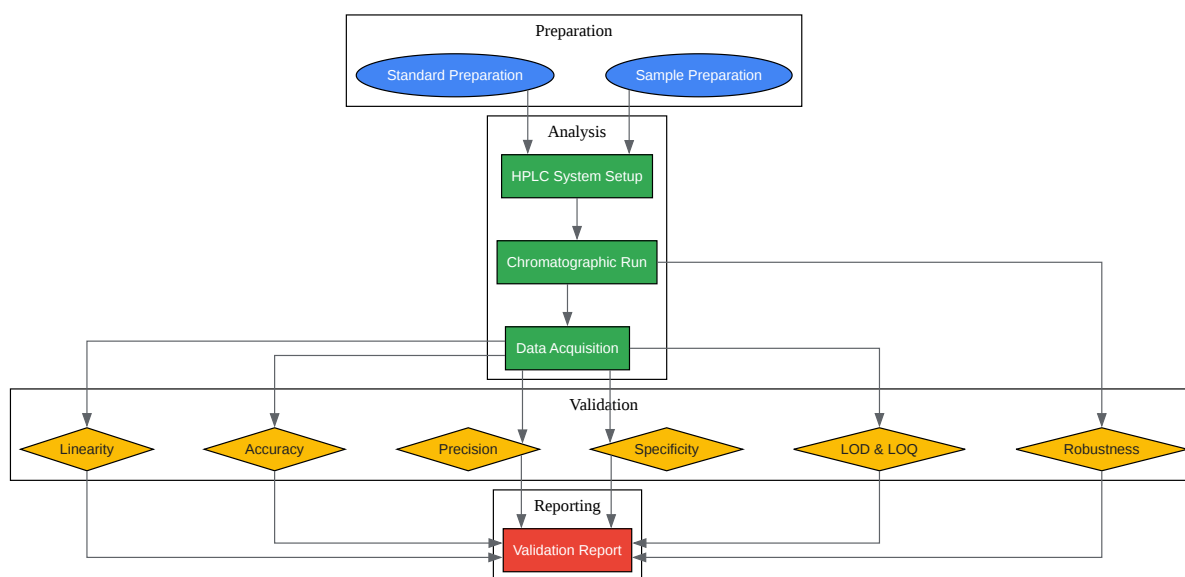 Preparation
Standard Preparation
Sample Preparation
Analysis
HPLC System Setup
Chromatographic Run
Data Acquisition
Validation
Linearity
Accuracy
Precision
Specificity
LOD & LOQ
Robustness
Reporting
Validation Report